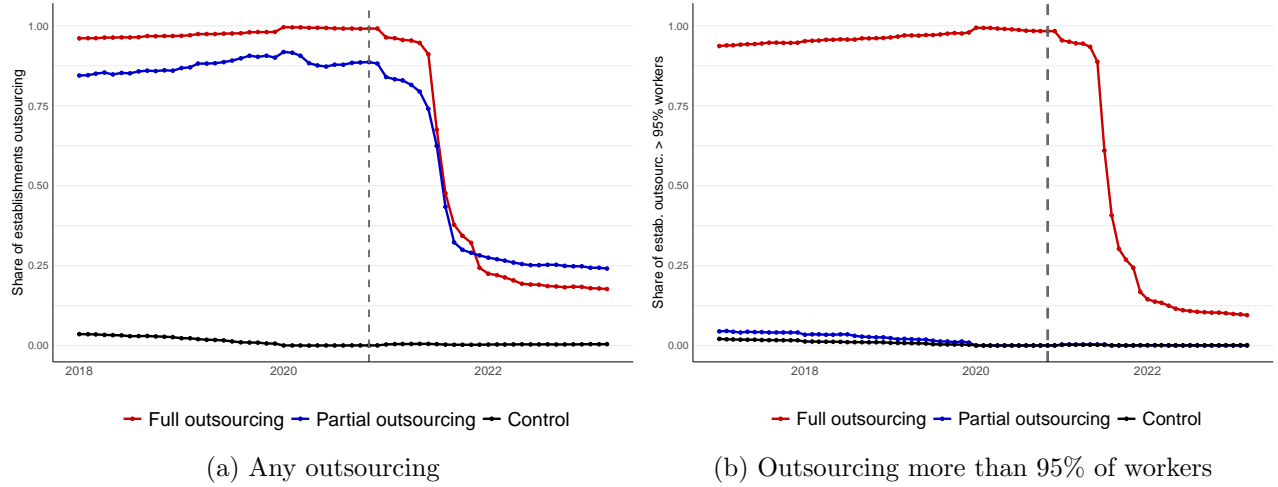 Share of establishments outsourcing
1.00
0.75
0.50
0.25
0.00
2018
2020
2022
Full outsourcing
Partial outsourcing
Control
(a) Any outsourcing
Share of estab. outsourc. > 95% workers
1.00
0.75
0.50
0.25
0.00
2018
2020
2022
Full outsourcing
Partial outsourcing
Control
(b) Outsourcing more than 95% of workers